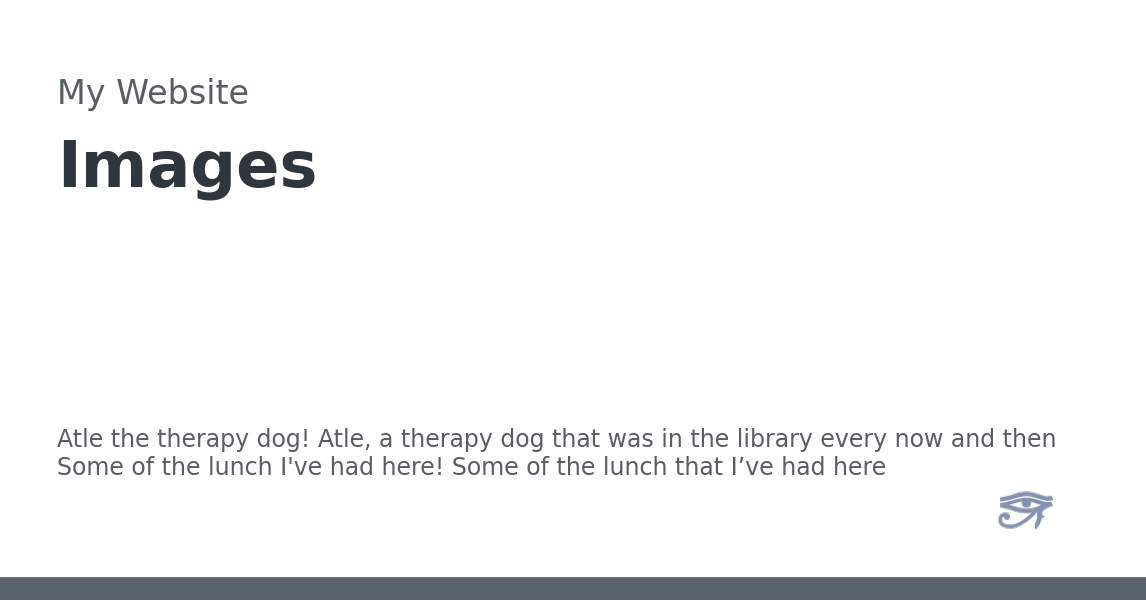 My Website
Images
Atle the therapy dog! Atle, a therapy dog that was in the library every now and then
Some of the lunch I've had here! Some of the lunch that I’ve had here